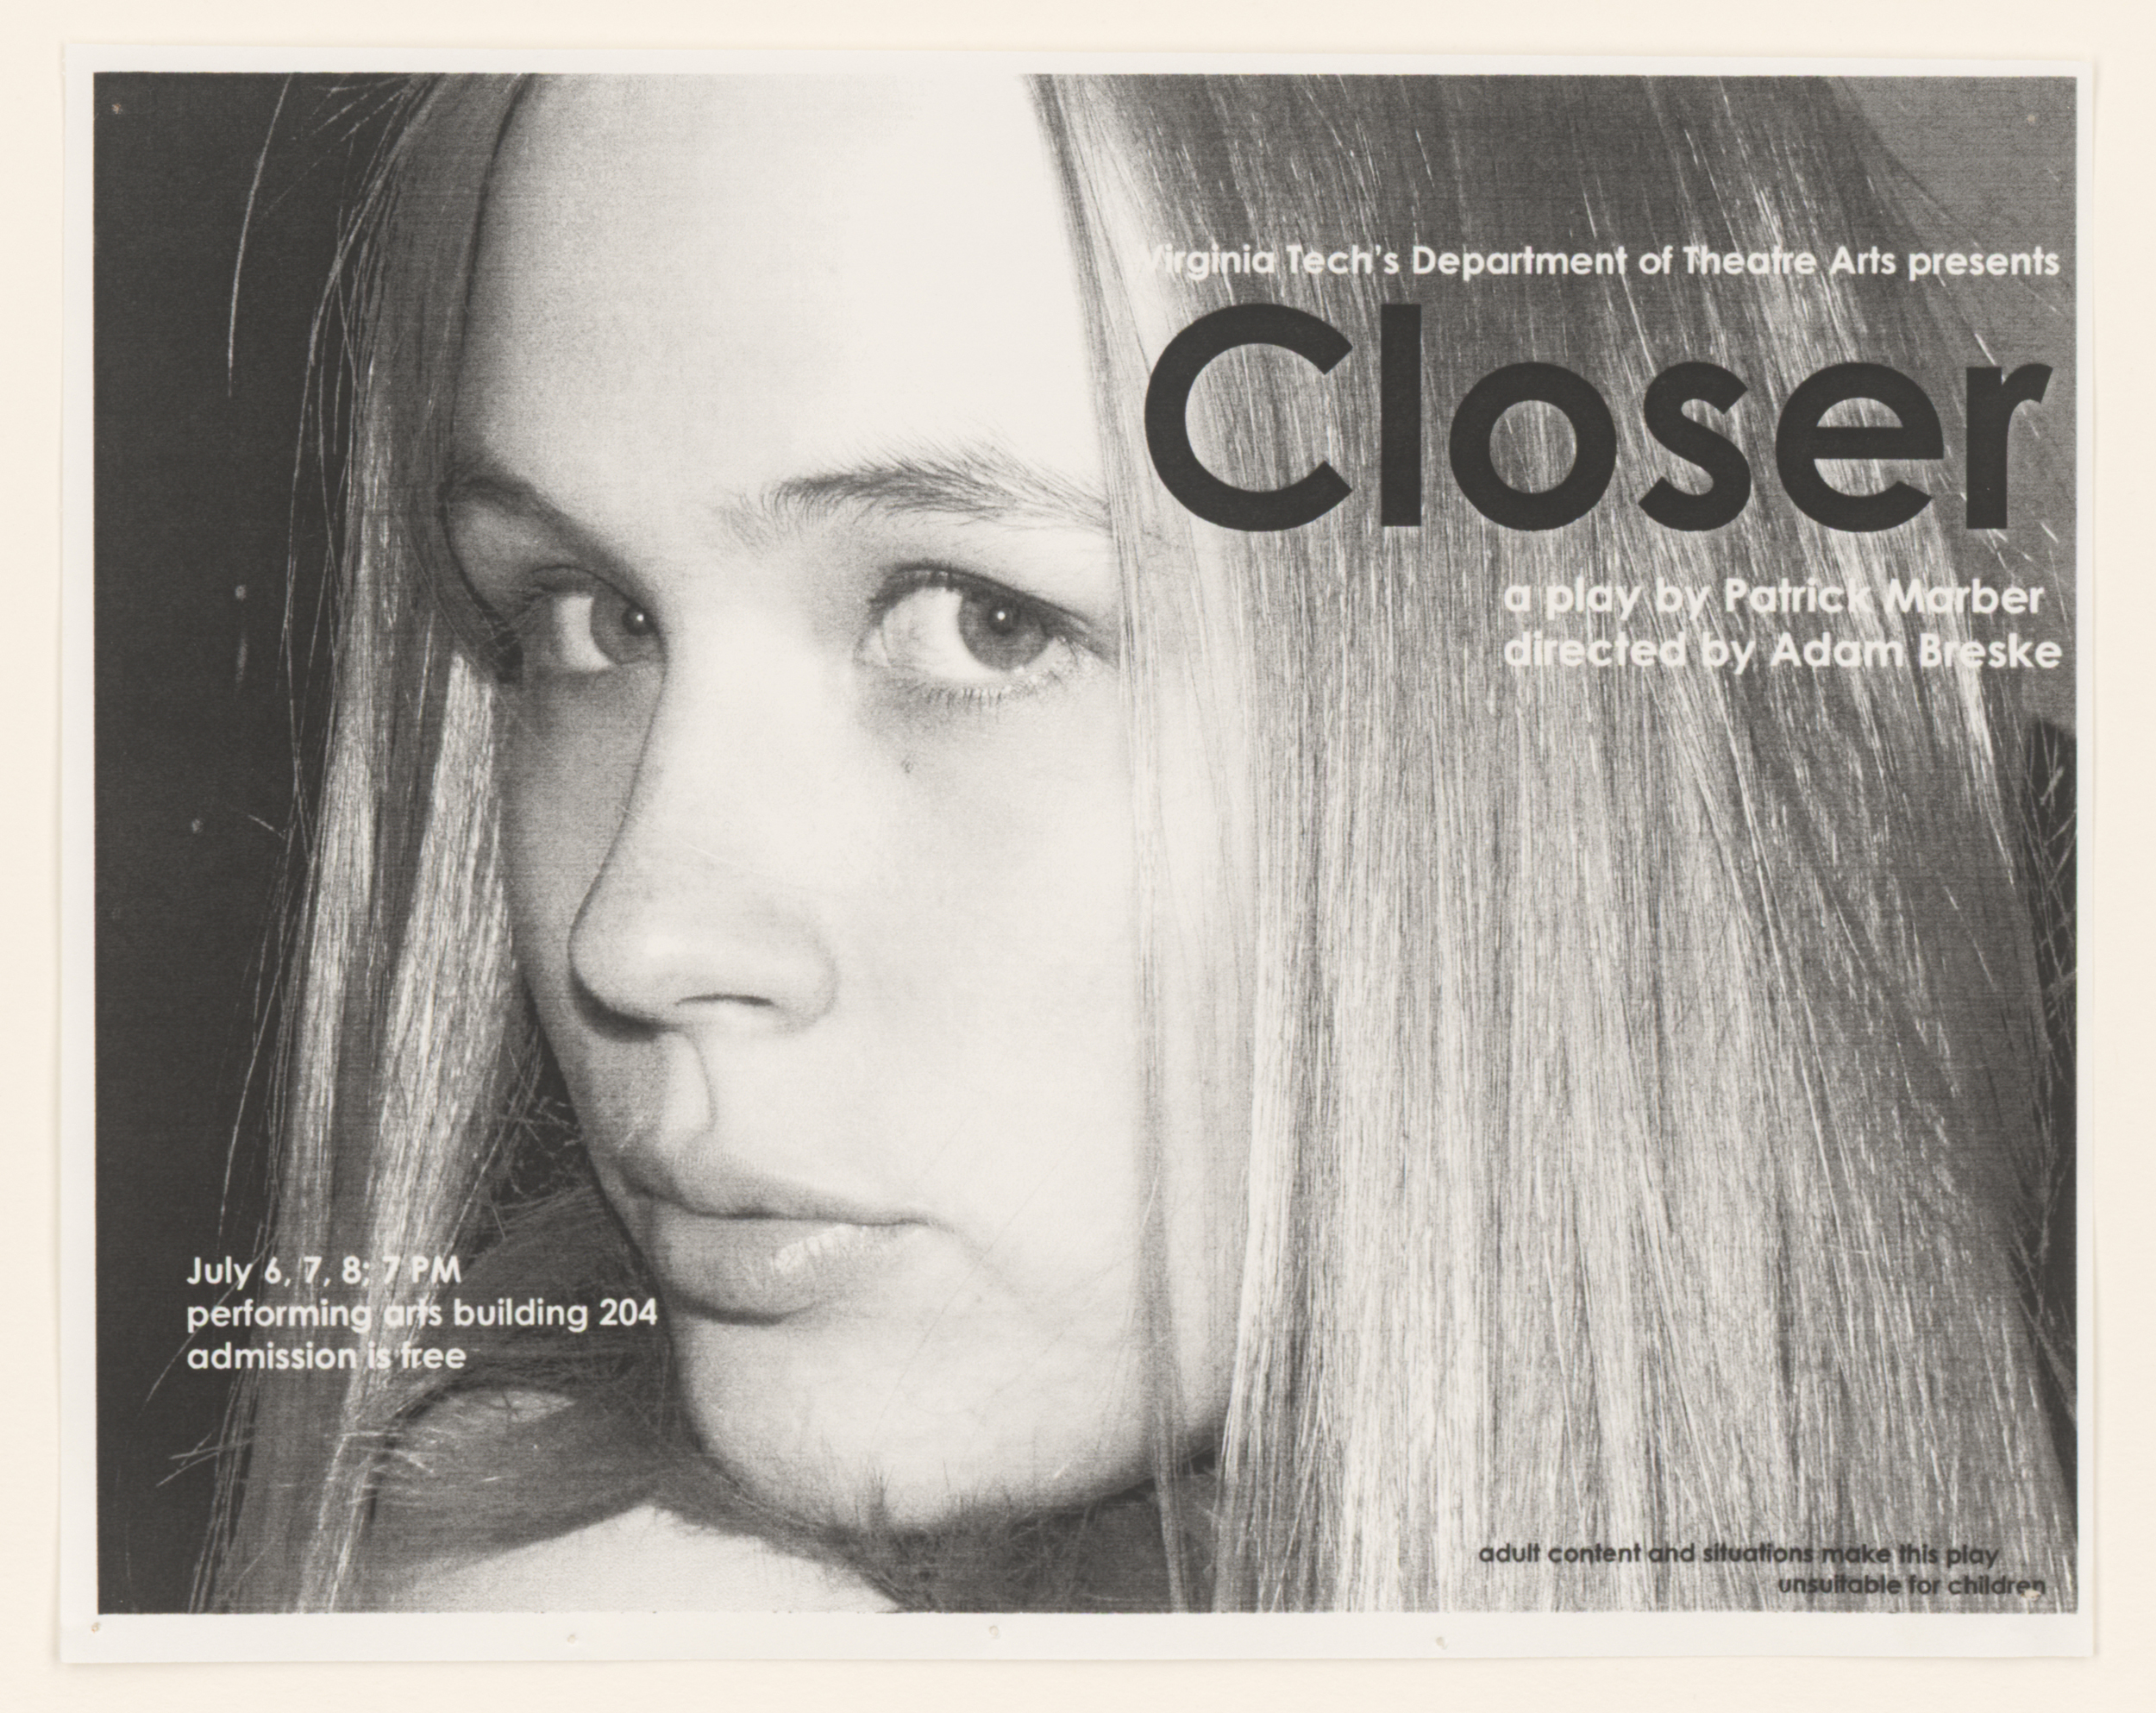 Virginia Tech's Department of Theatre Arts presents
Closer
a play by Patrick Marber
directed by Adam Breske
July 6, 7, 8; 7 PM
performing arts building 204
admission is free
adult content and situations make this play
unsuitable for children